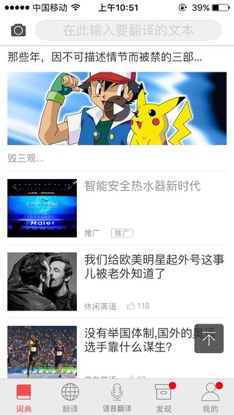 中国移动 上午10:51 39%
在此输入要翻译的文本
那些年，因不可描述情节而被禁的三部...
毁三观...
智能安全热水器新时代
Haier
推广 推广
我们给欧美明星起外号这事
儿被老外知道了
休闲英语 118
没有举国体制,国外的奥运
选手靠什么谋生?
词典 翻译 语音翻译 发现 我的